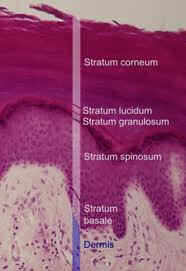 Stratum corneum
Stratum lucidum
Stratum granulosum
Stratum spinosum
Stratum
basale
Dermis